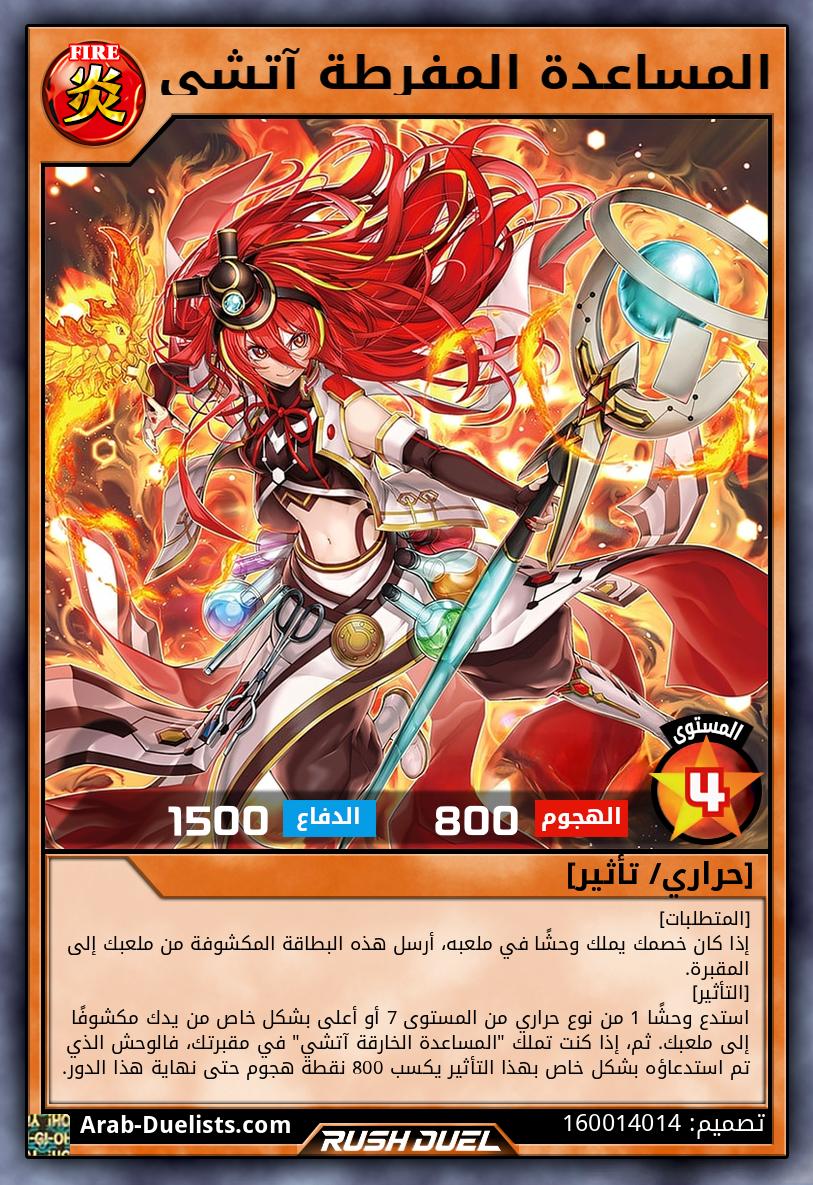 FIRE
炎
المساعدة المفرطة آتشي
المستوى
4
الهجوم 800 الدفاع 1500
[حراري/ تأثير]
[المتطلبات]
إذا كان خصمك يملك وحشًا في ملعبه، أرسل هذه البطاقة المكشوفة من ملعبك إلى
المقبرة.
[التأثير]
استدع وحشًا 1 من نوع حراري من المستوى 7 أو أعلى بشكل خاص من يدك مكشوفًا
إلى ملعبك. ثم، إذا كنت تملك "المساعدة الخارقة آتشي" في مقبرتك، فالوحش الذي
تم استدعاؤه بشكل خاص بهذا التأثير يكسب 800 نقطة هجوم حتى نهاية هذا الدور.
تصميم: 160014014
RUSH DUEL
Arab-Duelists.com